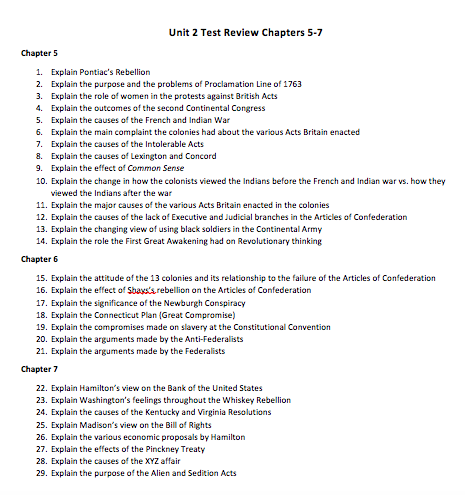 Unit 2 Test Review Chapters 5-7
Chapter 5
1. Explain Pontiac's Rebellion
2. Explain the purpose and the problems of Proclamation Line of 1763
3. Explain the role of women in the protests against British Acts
4. Explain the outcomes of the second Continental Congress
5. Explain the causes of the French and Indian War
6. Explain the main complaint the colonies had about the various Acts Britain enacted
7. Explain the causes of the Intolerable Acts
8. Explain the causes of Lexington and Concord
9. Explain the effect of Common Sense
10. Explain the change in how the colonists viewed the Indians before the French and Indian war vs. how they
viewed the Indians after the war
11. Explain the major causes of the various Acts Britain enacted in the colonies
12. Explain the causes of the lack of Executive and Judicial branches in the Articles of Confederation
13. Explain the changing view of using black soldiers in the Continental Army
14. Explain the role the First Great Awakening had on Revolutionary thinking
Chapter 6
15. Explain the attitude of the 13 colonies and its relationship to the failure of the Articles of Confederation
16. Explain the effect of Shays's rebellion on the Articles of Confederation
17. Explain the significance of the Newburgh Conspiracy
18. Explain the Connecticut Plan (Great Compromise)
19. Explain the compromises made on slavery at the Constitutional Convention
20. Explain the arguments made by the Anti-Federalists
21. Explain the arguments made by the Federalists
Chapter 7
22. Explain Hamilton's view on the Bank of the United States
23. Explain Washington's feelings throughout the Whiskey Rebellion
24. Explain the causes of the Kentucky and Virginia Resolutions
25. Explain Madison's view on the Bill of Rights
26. Explain the various economic proposals by Hamilton
27. Explain the effects of the Pinckney Treaty
28. Explain the causes of the XYZ affair
29. Explain the purpose of the Alien and Sedition Acts